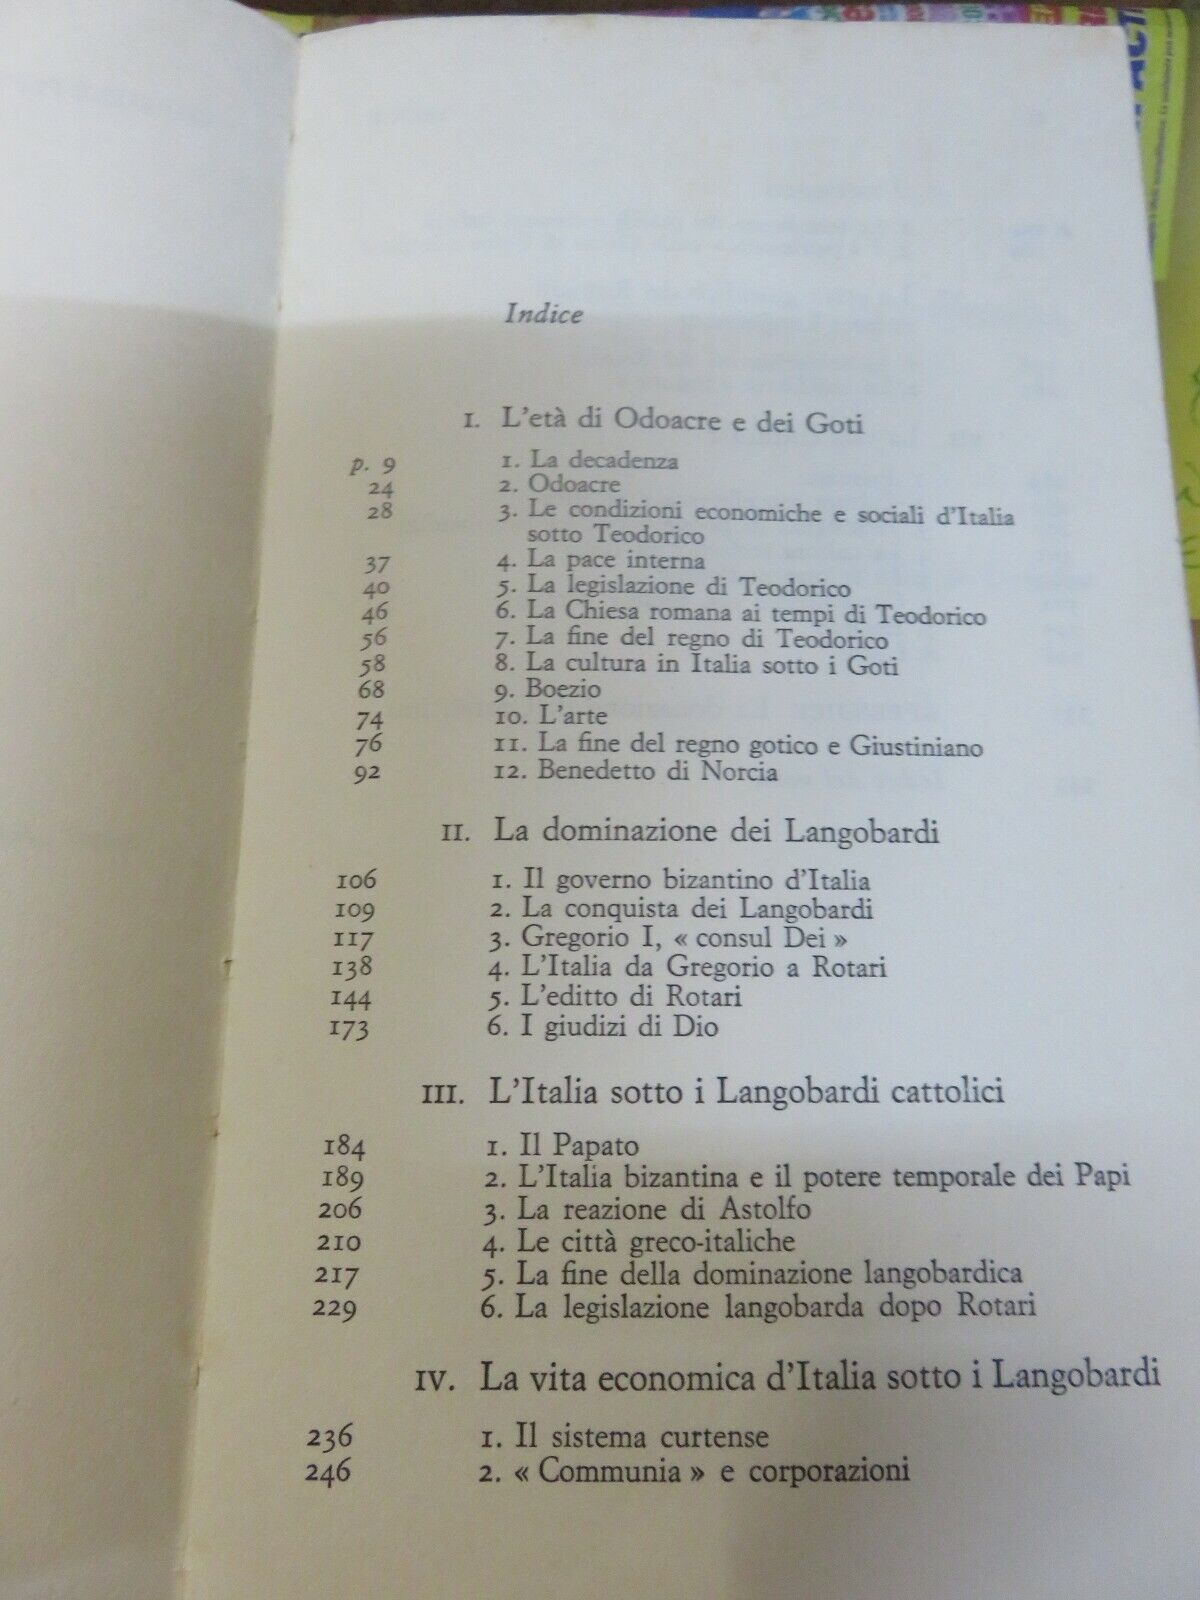 Indice
I. L'età di Odoacre e dei Goti
p. 9 1. La decadenza
24 2. Odoacre
28 3. Le condizioni economiche e sociali d'Italia
sotto Teodorico
37 4. La pace interna
40 5. La legislazione di Teodorico
46 6. La Chiesa romana ai tempi di Teodorico
56 7. La fine del regno di Teodorico
58 8. La cultura in Italia sotto i Goti
68 9. Boezio
74 10. L'arte
76 11. La fine del regno gotico e Giustiniano
92 12. Benedetto di Norcia
II. La dominazione dei Langobardi
106 1. Il governo bizantino d'Italia
109 2. La conquista dei Langobardi
117 3. Gregorio I, « consul Dei »
138 4. L'Italia da Gregorio a Rotari
144 5. L'editto di Rotari
173 6. I giudizi di Dio
III. L'Italia sotto i Langobardi cattolici
184 1. Il Papato
189 2. L'Italia bizantina e il potere temporale dei Papi
206 3. La reazione di Astolfo
210 4. Le città greco-italiche
217 5. La fine della dominazione langobardica
229 6. La legislazione langobarda dopo Rotari
IV. La vita economica d'Italia sotto i Langobardi
236 1. Il sistema curtense
246 2. « Communia » e corporazioni